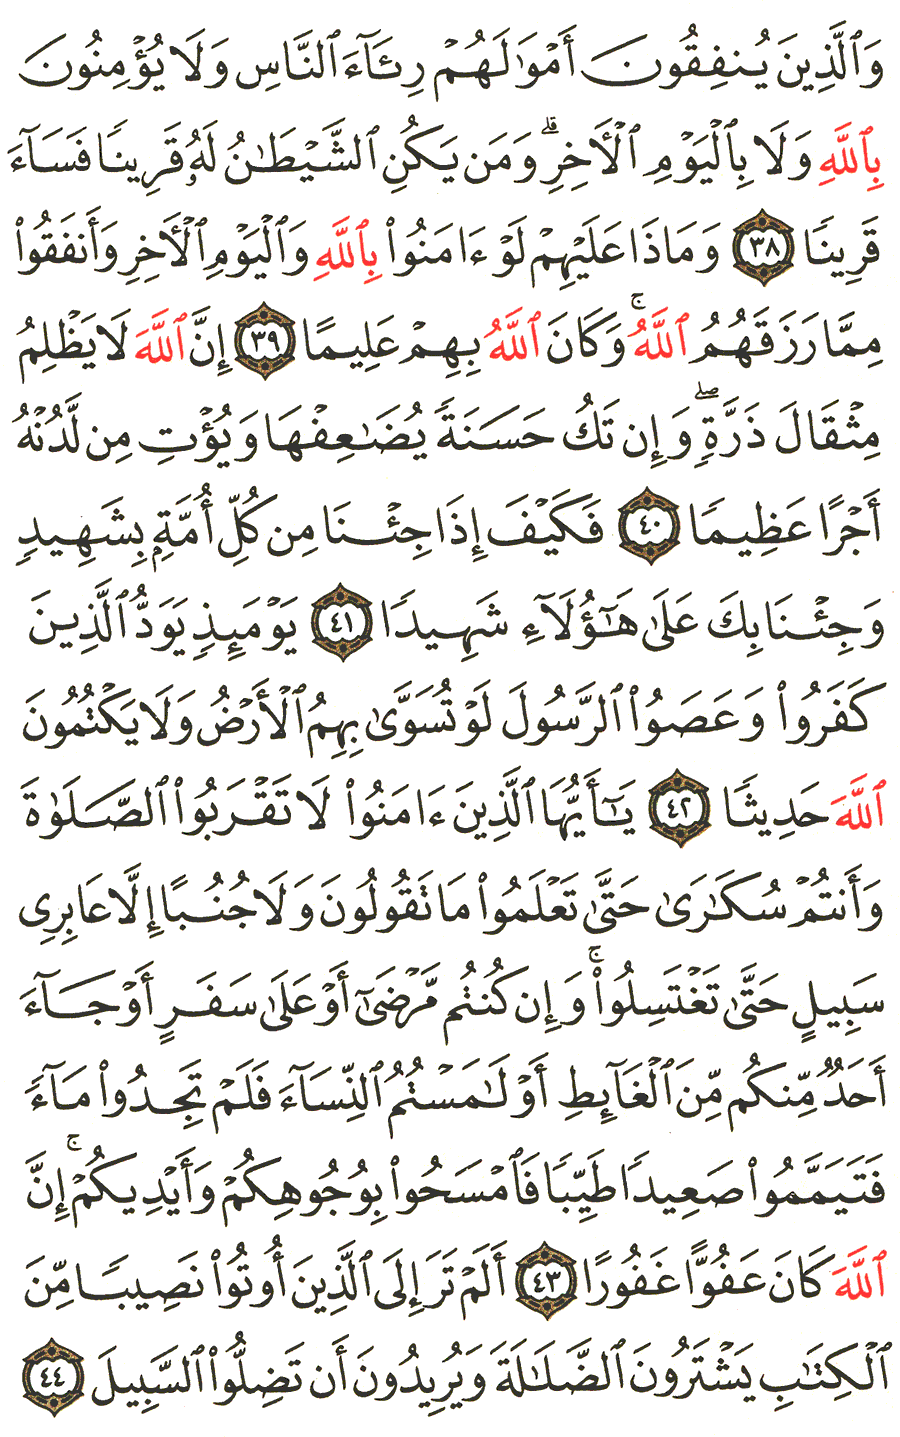 وَٱلَّذِينَ يُنفِقُونَ أَمۡوَٰلَهُمۡ رِئَآءَ ٱلنَّاسِ وَلَا يُؤۡمِنُونَ
بِٱللَّهِ وَلَا بِٱلۡيَوۡمِ ٱلۡأٓخِرِۗ وَمَن يَكُنِ ٱلشَّيۡطَٰنُ لَهُۥ قَرِينٗا فَسَآءَ
قَرِينٗا ٣٨ وَمَاذَا عَلَيۡهِمۡ لَوۡ ءَامَنُواْ بِٱللَّهِ وَٱلۡيَوۡمِ ٱلۡأٓخِرِ وَأَنفَقُواْ
مِمَّا رَزَقَهُمُ ٱللَّهُۚ وَكَانَ ٱللَّهُ بِهِمۡ عَلِيمًا ٣٩ إِنَّ ٱللَّهَ لَا يَظۡلِمُ
مِثۡقَالَ ذَرَّةٖۖ وَإِن تَكُ حَسَنَةٗ يُضَٰعِفۡهَا وَيُؤۡتِ مِن لَّدُنۡهُ
أَجۡرًا عَظِيمٗا ٤٠ فَكَيۡفَ إِذَا جِئۡنَا مِن كُلِّ أُمَّةِۭ بِشَهِيدٖ
وَجِئۡنَا بِكَ عَلَىٰ هَٰٓؤُلَآءِ شَهِيدٗا ٤١ يَوۡمَئِذٖ يَوَدُّ ٱلَّذِينَ
كَفَرُواْ وَعَصَوُاْ ٱلرَّسُولَ لَوۡ تُسَوَّىٰ بِهِمُ ٱلۡأَرۡضُ وَلَا يَكۡتُمُونَ
ٱللَّهَ حَدِيثٗا ٤٢ يَٰٓأَيُّهَا ٱلَّذِينَ ءَامَنُواْ لَا تَقۡرَبُواْ ٱلصَّلَوٰةَ
وَأَنتُمۡ سُكَٰرَىٰ حَتَّىٰ تَعۡلَمُواْ مَا تَقُولُونَ وَلَا جُنُبًا إِلَّا عَابِرِي
سَبِيلٍ حَتَّىٰ تَغۡتَسِلُواْۚ وَإِن كُنتُم مَّرۡضَىٰٓ أَوۡ عَلَىٰ سَفَرٍ أَوۡ جَآءَ
أَحَدٞ مِّنكُم مِّنَ ٱلۡغَآئِطِ أَوۡ لَٰمَسۡتُمُ ٱلنِّسَآءَ فَلَمۡ تَجِدُواْ مَآءٗ
فَتَيَمَّمُواْ صَعِيدٗا طَيِّبٗا فَٱمۡسَحُواْ بِوُجُوهِكُمۡ وَأَيۡدِيكُمۡۚ إِنَّ
ٱللَّهَ كَانَ عَفُوًّا غَفُورًا ٤٣ أَلَمۡ تَرَ إِلَى ٱلَّذِينَ أُوتُواْ نَصِيبٗا مِّنَ
ٱلۡكِتَٰبِ يَشۡتَرُونَ ٱلضَّلَٰلَةَ وَيُرِيدُونَ أَن تَضِلُّواْ ٱلسَّبِيلَ ٤٤